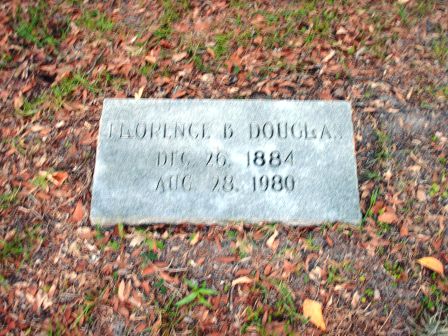 FLORENCE B DOUGLAS
DEC. 26. 1884
AUG. 28. 1980